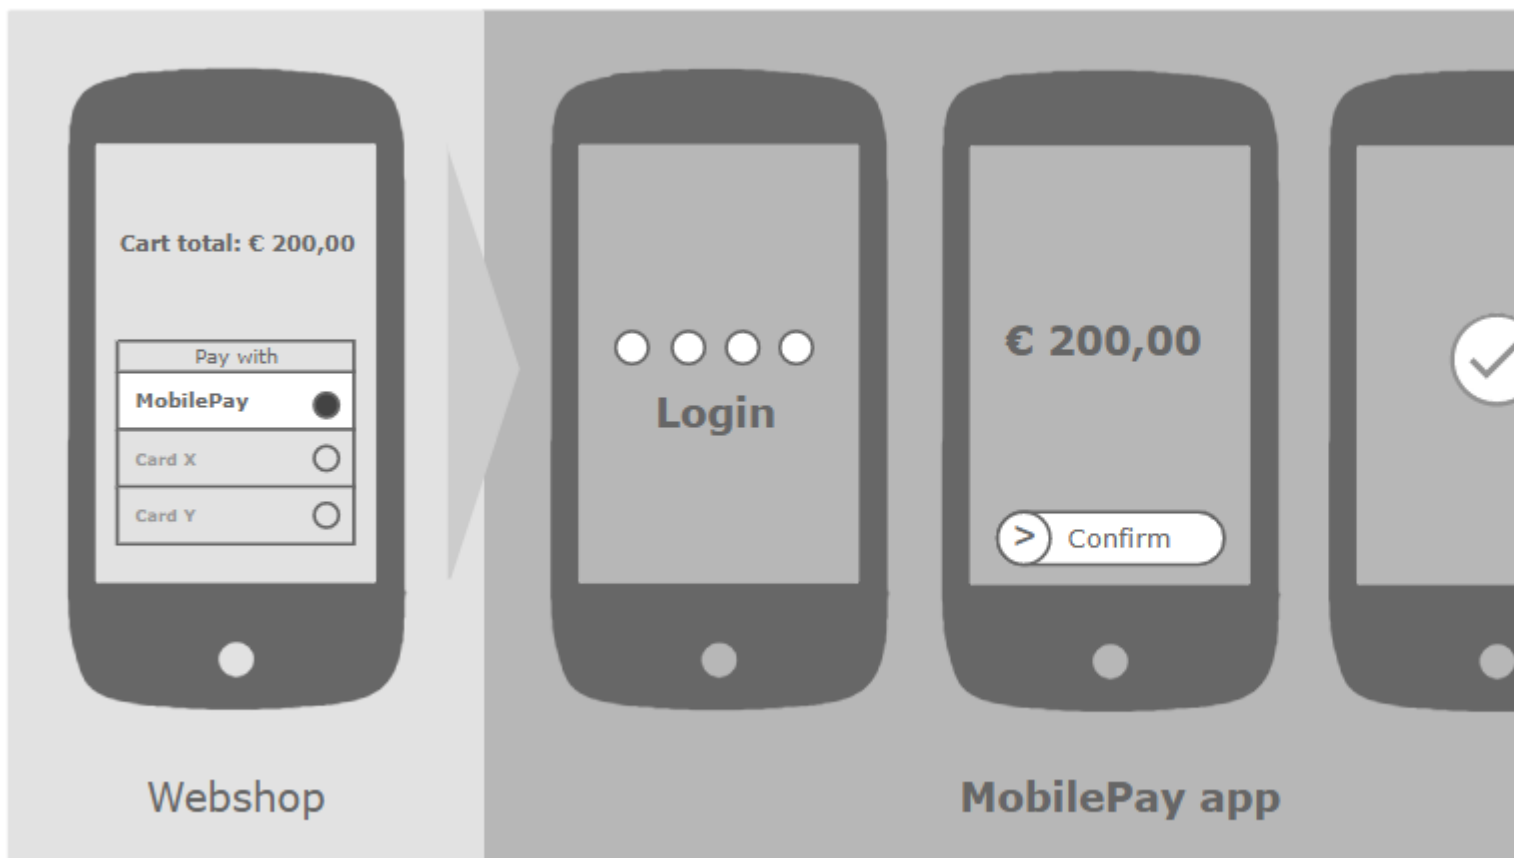 Cart total: € 200,00
Pay with
MobilePay
Card X
Card Y
Webshop
Login
€ 200,00
> Confirm
MobilePay app